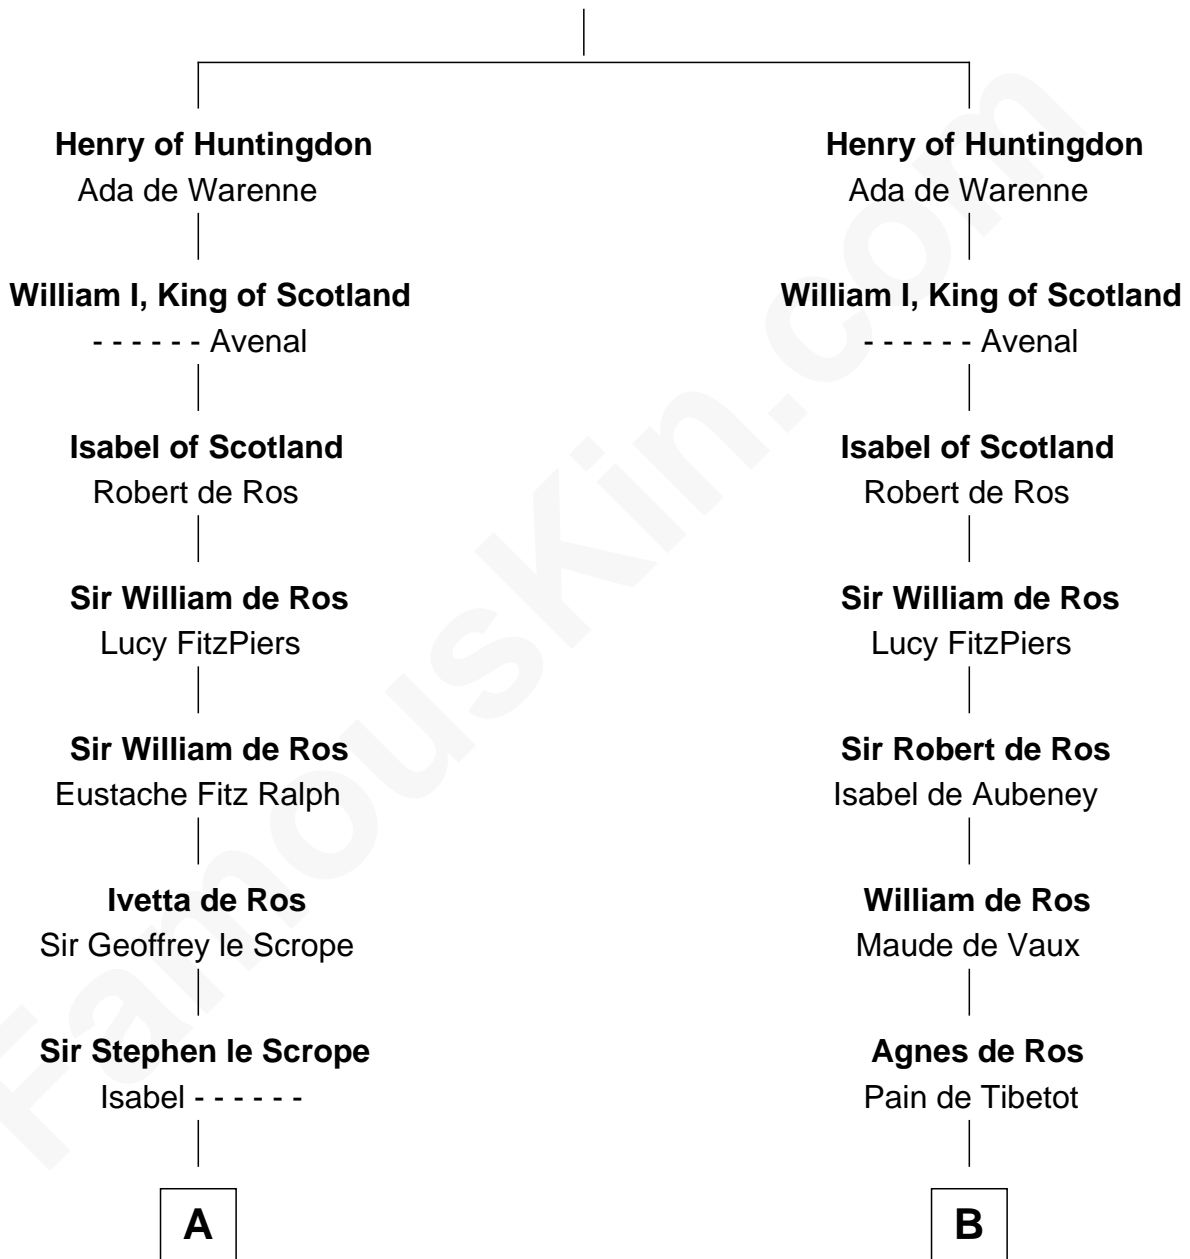 Henry of Huntingdon
Ada de Warenne
William I, King of Scotland
- - - - - - Avenal
Isabel of Scotland
Robert de Ros
Sir William de Ros
Lucy FitzPiers
Sir William de Ros
Eustache Fitz Ralph
Ivetta de Ros
Sir Geoffrey le Scrope
Sir Stephen le Scrope
Isabel - - - - - -
A
Henry of Huntingdon
Ada de Warenne
William I, King of Scotland
- - - - - - Avenal
Isabel of Scotland
Robert de Ros
Sir William de Ros
Lucy FitzPiers
Sir Robert de Ros
Isabel de Aubeney
William de Ros
Maude de Vaux
Agnes de Ros
Pain de Tibetot
B
FamousKin.com